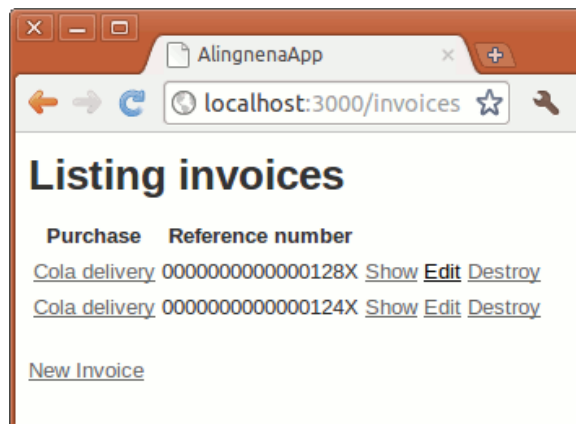 AlingnenaApp
localhost:3000/invoices
Listing invoices
Purchase Reference number
Cola delivery 0000000000000128X Show Edit Destroy
Cola delivery 0000000000000124X Show Edit Destroy
New Invoice